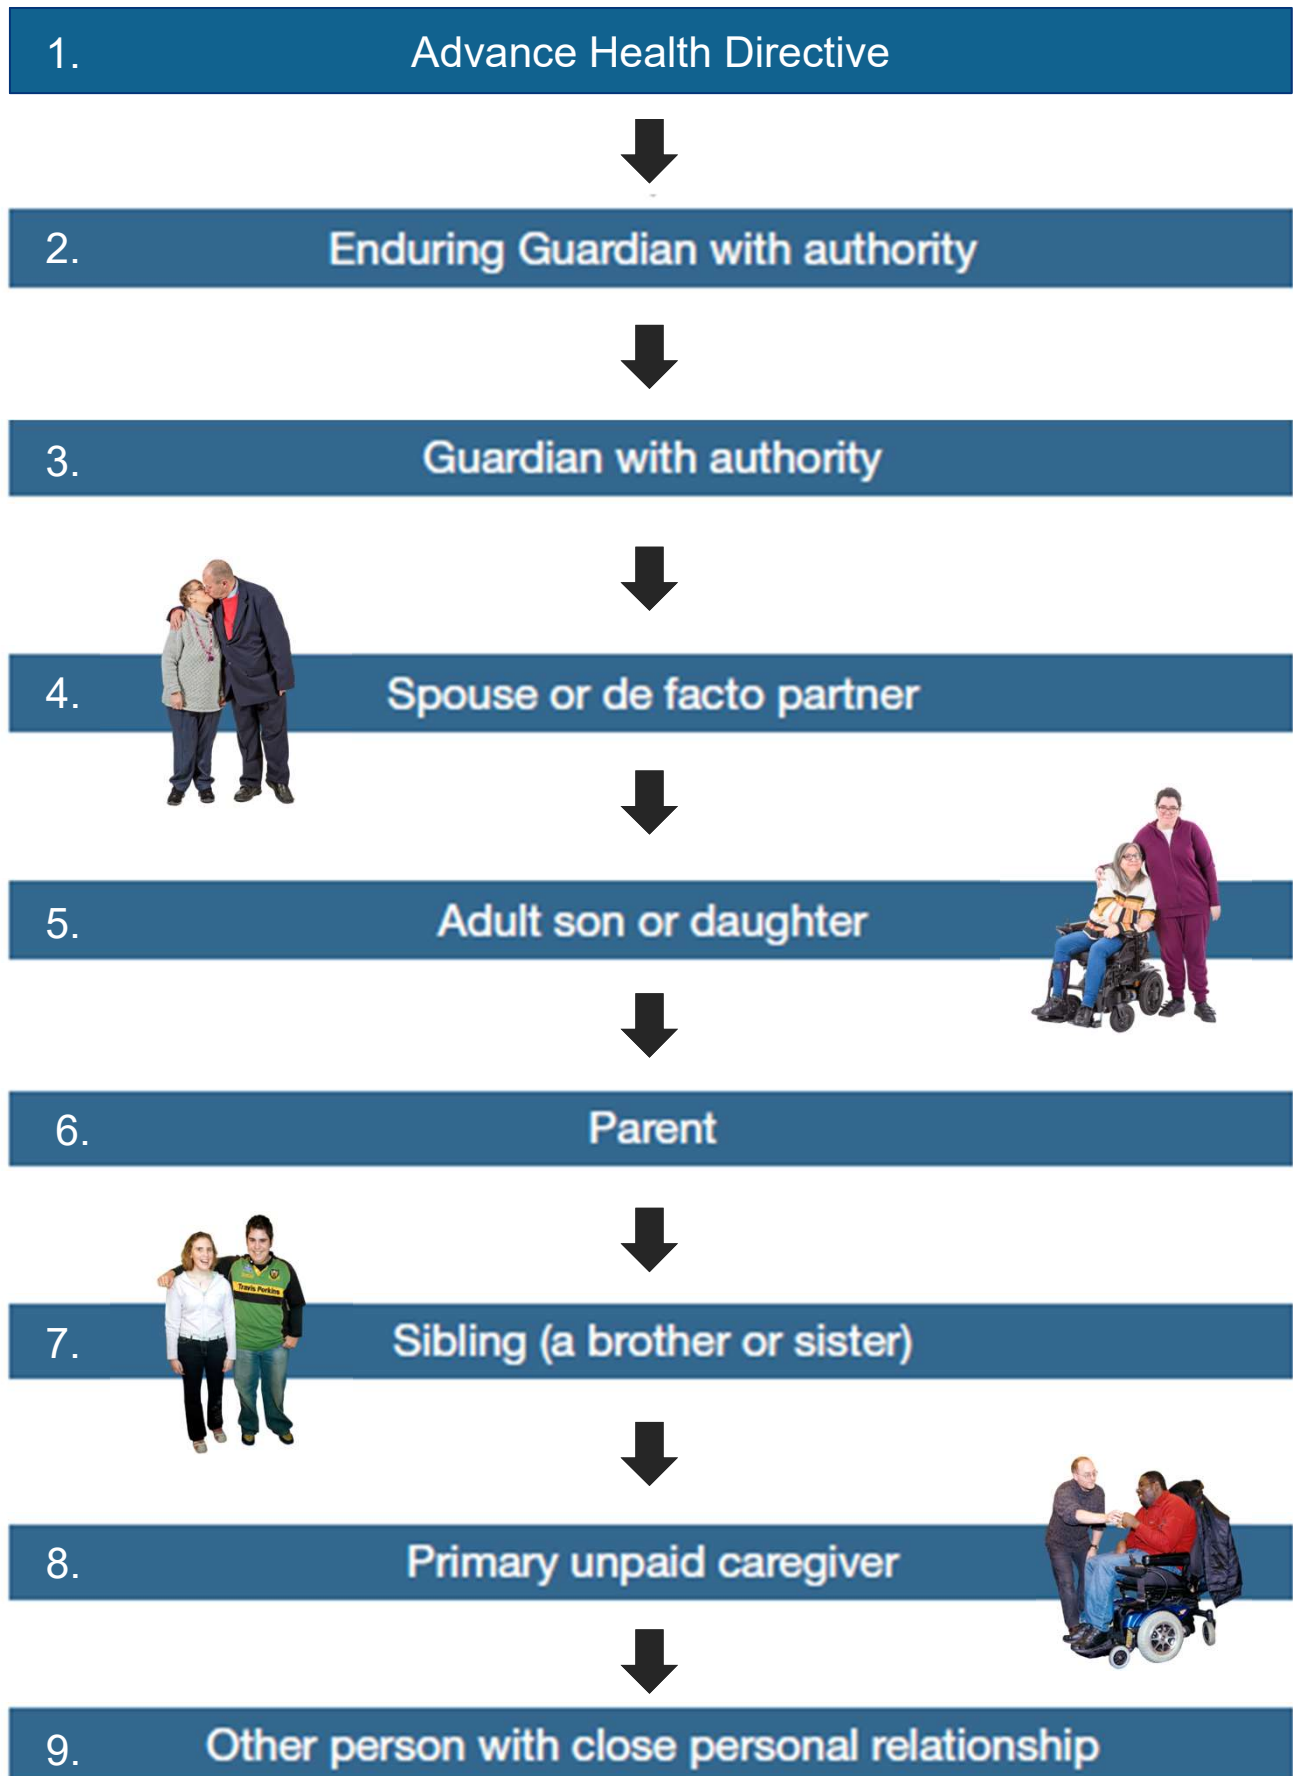 1. Advance Health Directive
2. Enduring Guardian with authority
3. Guardian with authority
4. Spouse or de facto partner
5. Adult son or daughter
6. Parent
Travis Perkins
7. Sibling (a brother or sister)
8. Primary unpaid caregiver
9. Other person with close personal relationship